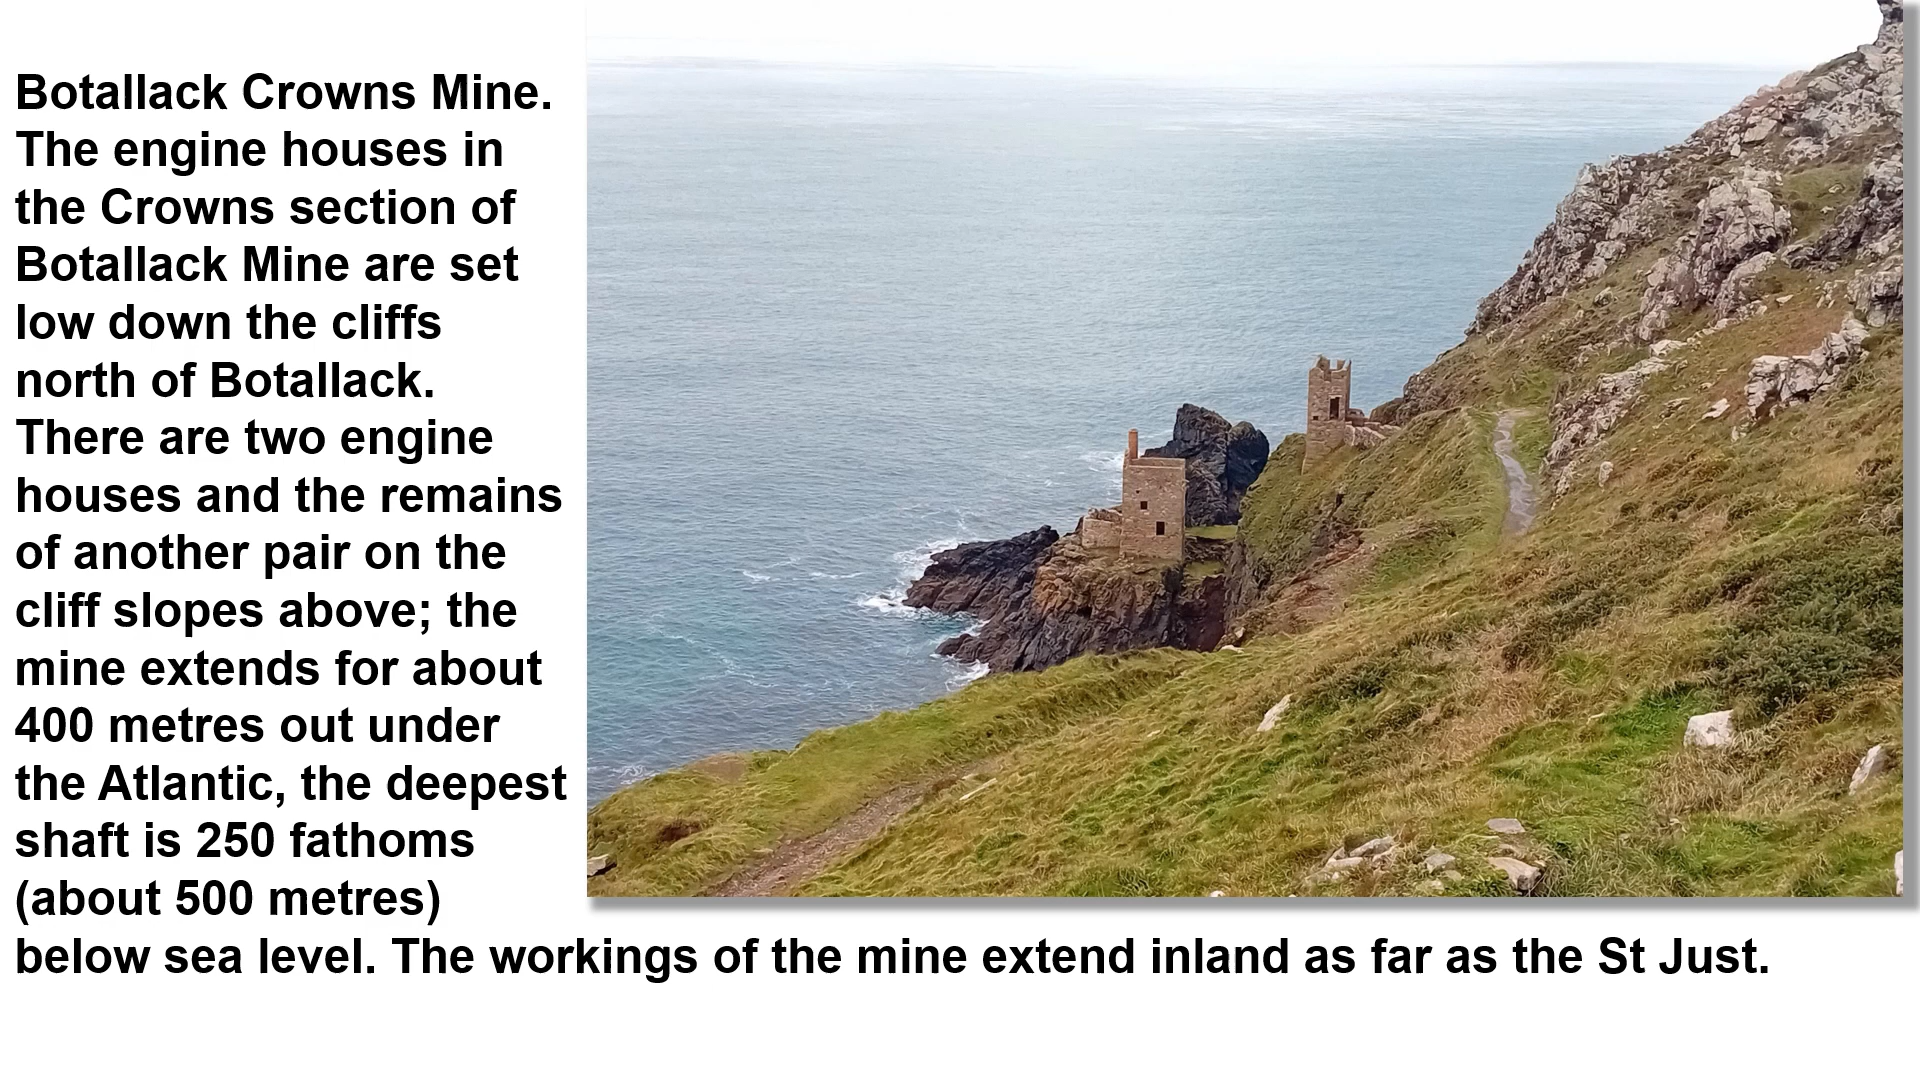 Botallack Crowns Mine.
The engine houses in
the Crowns section of
Botallack Mine are set
low down the cliffs
north of Botallack.
There are two engine
houses and the remains
of another pair on the
cliff slopes above; the
mine extends for about
400 metres out under
the Atlantic, the deepest
shaft is 250 fathoms
(about 500 metres)
below sea level. The workings of the mine extend inland as far as the St Just.